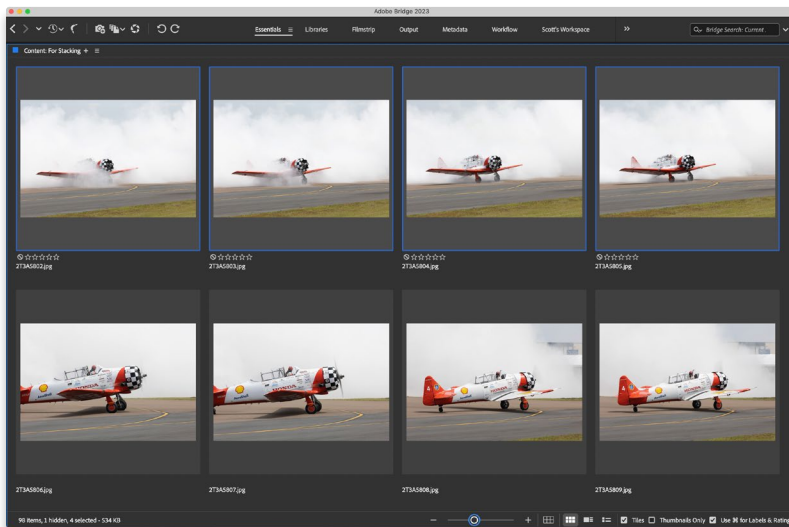 Adobe Bridge 2023
Essentials Libraries Filmstrip Output Metadata Workflow Scott's Workspace >> Bridge Search: Current
Content: For Stacking +
2T3A5802.jpg 2T3A5803.jpg 2T3A5804.jpg 2T3A5805.jpg
HONDA HONDA
2T3A5806.jpg 2T3A5807.jpg 2T3A5808.jpg 2T3A5809.jpg
98 items, 1 hidden, 4 selected - 534 KB Tiles Thumbnails Only Use ⌘ for Labels & Rating